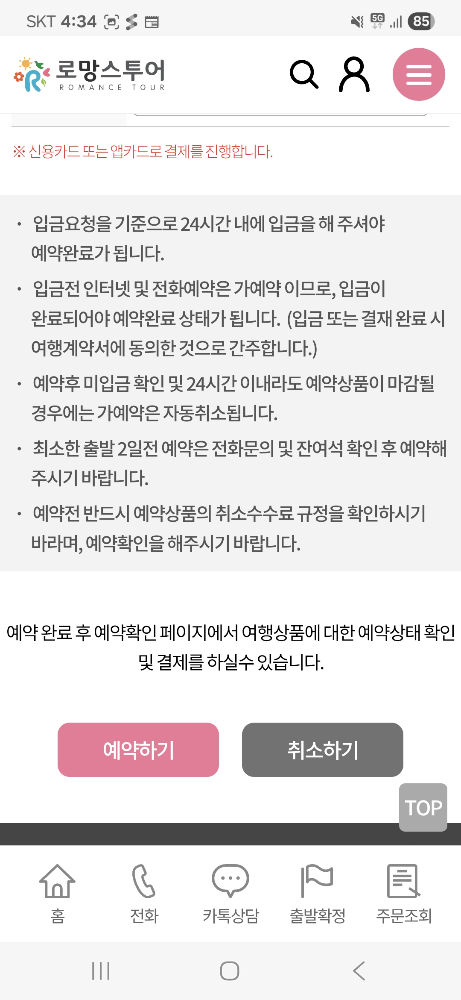 SKT 4:34
5G
85
로망스투어
ROMANCE TOUR
※ 신용카드 또는 앱카드로 결제를 진행합니다.
· 입금요청을 기준으로 24시간 내에 입금을 해 주셔야
예약완료가 됩니다.
· 입금전 인터넷 및 전화예약은 가예약 이므로, 입금이
완료되어야 예약완료 상태가 됩니다. (입금 또는 결재 완료 시
여행계약서에 동의한 것으로 간주합니다.)
· 예약후 미입금 확인 및 24시간 이내라도 예약상품이 마감될
경우에는 가예약은 자동취소됩니다.
· 최소한 출발 2일전 예약은 전화문의 및 잔여석 확인 후 예약해
주시기 바랍니다.
· 예약전 반드시 예약상품의 취소수수료 규정을 확인하시기
바라며, 예약확인을 해주시기 바랍니다.
예약 완료 후 예약확인 페이지에서 여행상품에 대한 예약상태 확인
및 결제를 하실수 있습니다.
예약하기
취소하기
TOP
홈
전화
카톡상담
출발확정
주문조회